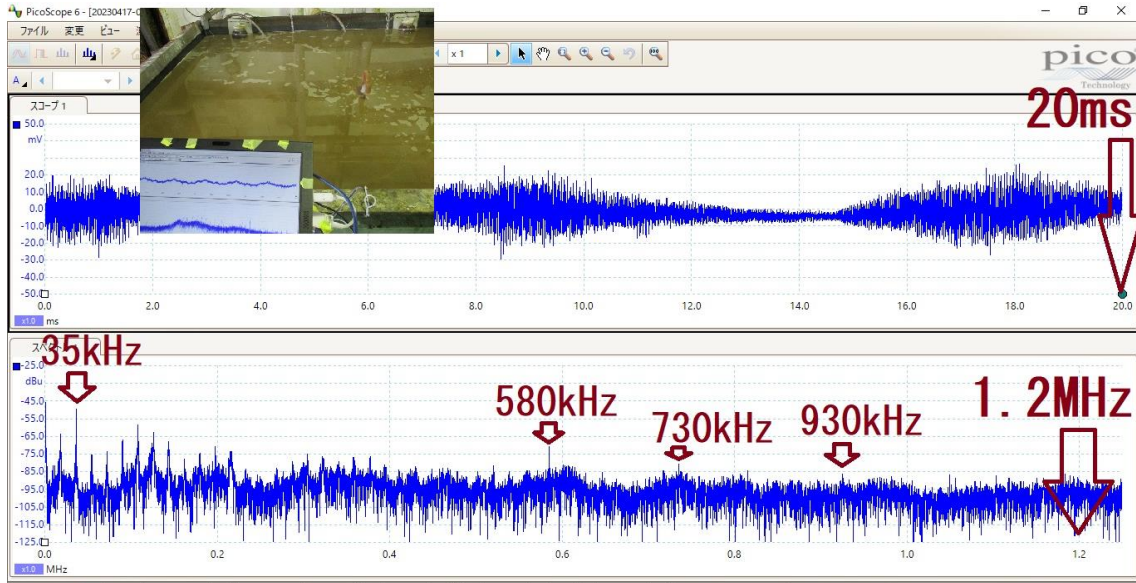 PicoScope 6 - [20230417-
ファイル 変更 ビュー
x 1
pico
Technology
A
スコープ 1
20ms
50.0
mV
20.0
10.0
0.0
-10.0
-20.0
-30.0
-40.0
-50.0
0.0 2.0 4.0 6.0 8.0 10.0 12.0 14.0 16.0 18.0 20.0
x1.0 ms
35kHz
580kHz
730kHz
930kHz
1.2MHz
-25.0
dBu
-45.0
-55.0
-65.0
-75.0
-85.0
-95.0
-105.0
-115.0
-125.0
0.0 0.2 0.4 0.6 0.8 1.0 1.2
x1.0 MHz